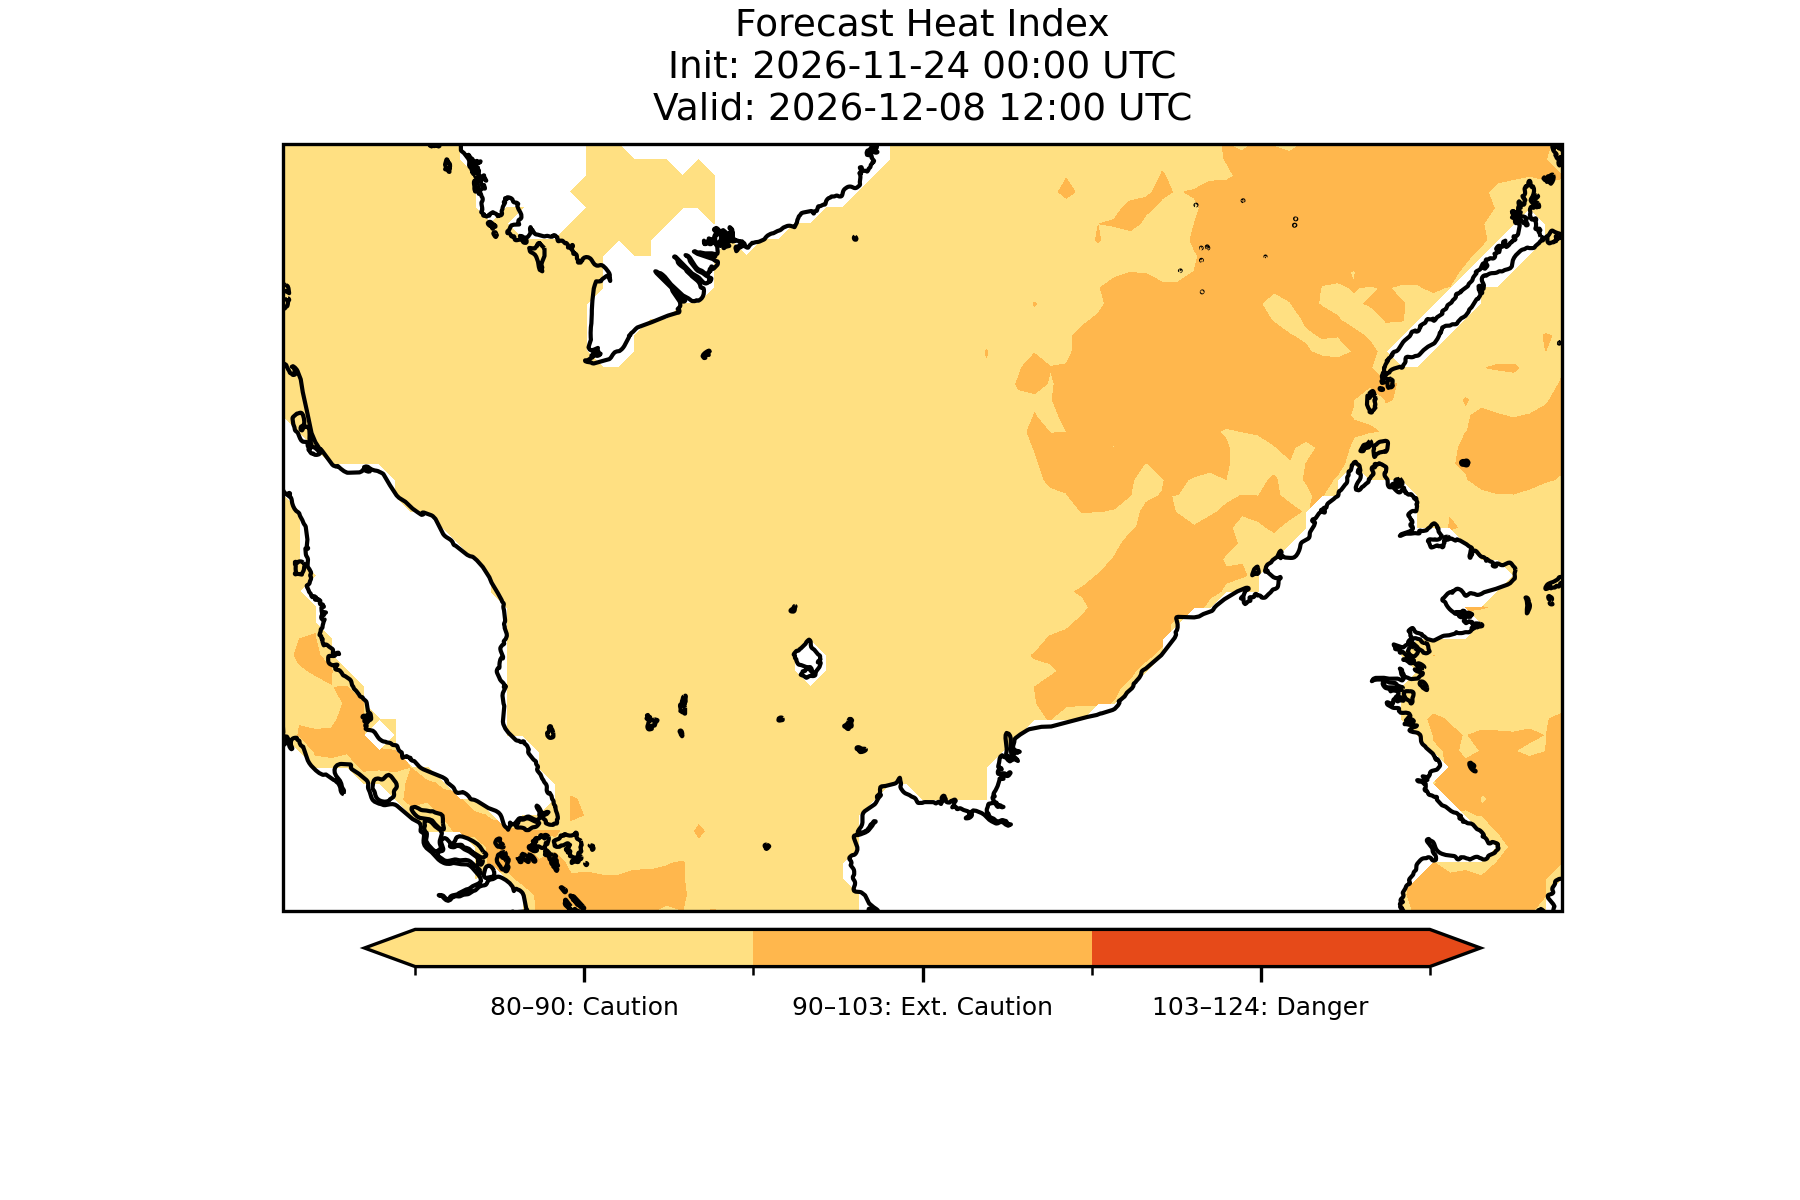 Forecast Heat Index
Init: 2026-11-24 00:00 UTC
Valid: 2026-12-08 12:00 UTC
80–90: Caution
90–103: Ext. Caution
103–124: Danger